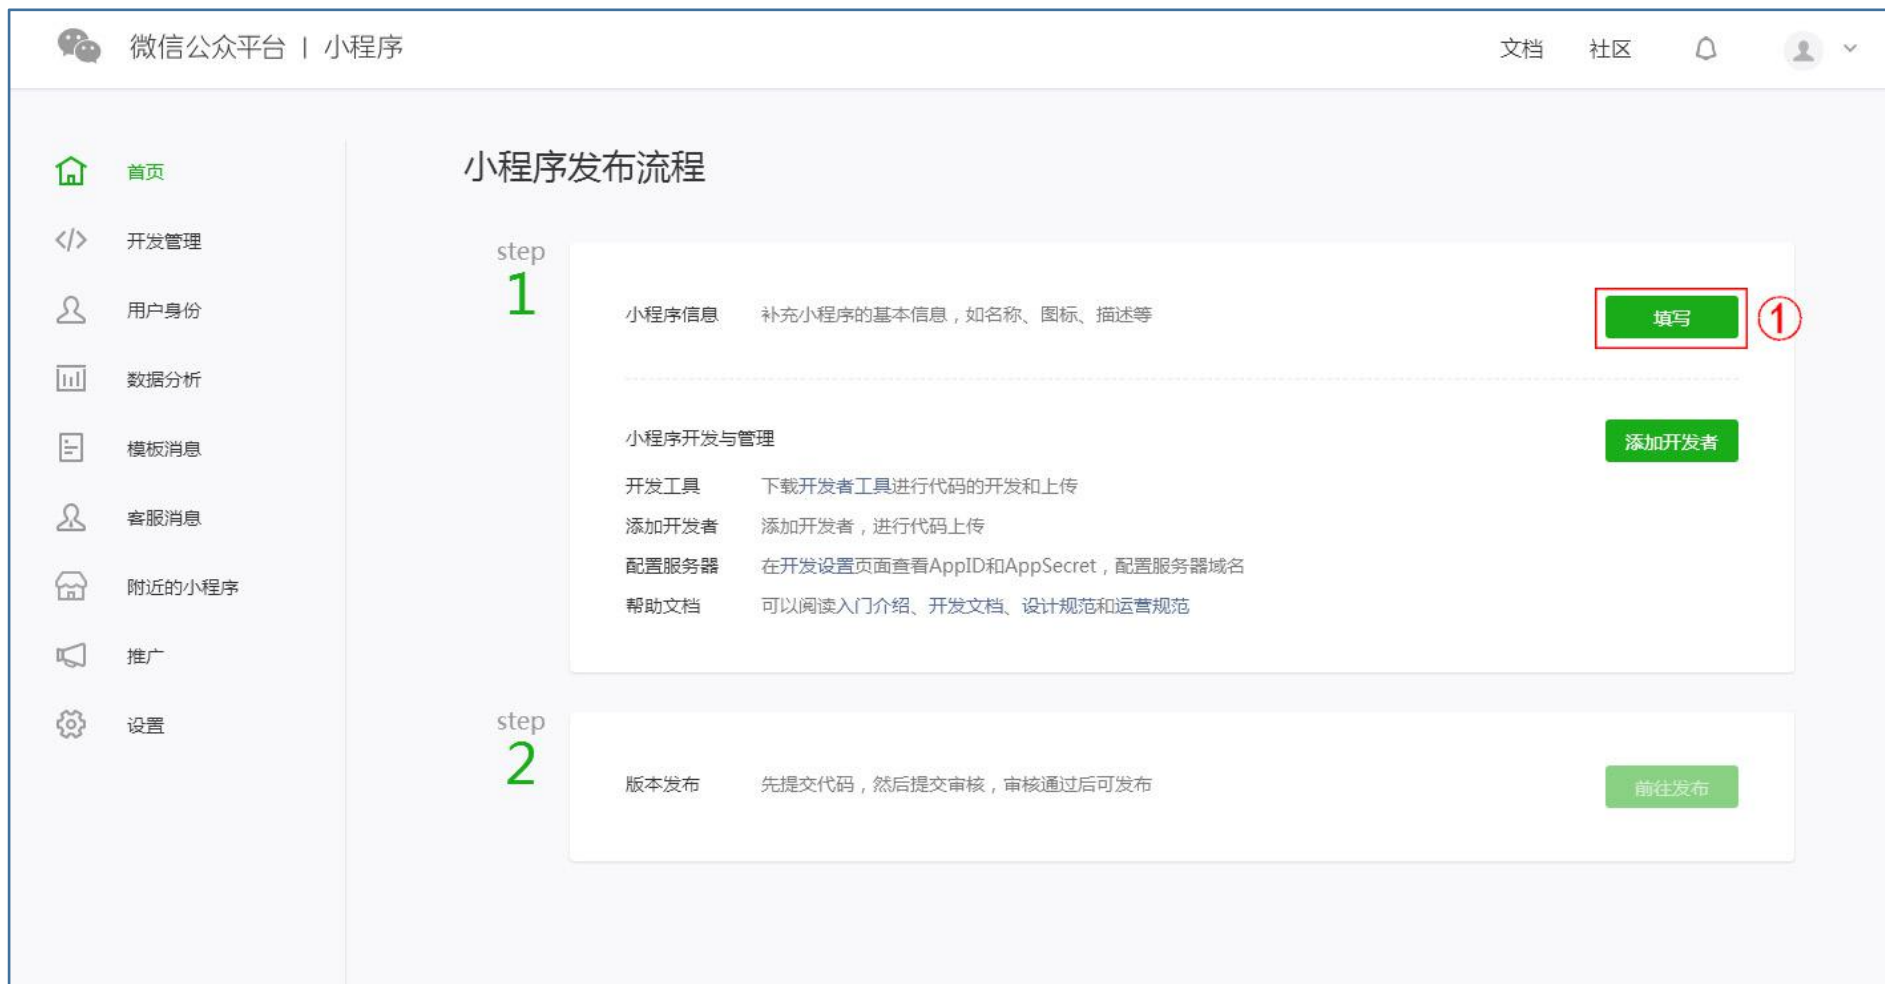 微信公众平台 | 小程序
文档 社区
首页
开发管理
用户身份
数据分析
模板消息
客服消息
附近的小程序
推广
设置
小程序发布流程
step
1
小程序信息 补充小程序的基本信息，如名称、图标、描述等 填写 ①
小程序开发与管理 添加开发者
开发工具 下载开发者工具进行代码的开发和上传
添加开发者 添加开发者，进行代码上传
配置服务器 在开发设置页面查看AppID和AppSecret，配置服务器域名
帮助文档 可以阅读入门介绍、开发文档、设计规范和运营规范
step
2
版本发布 先提交代码，然后提交审核，审核通过后可发布 前往发布